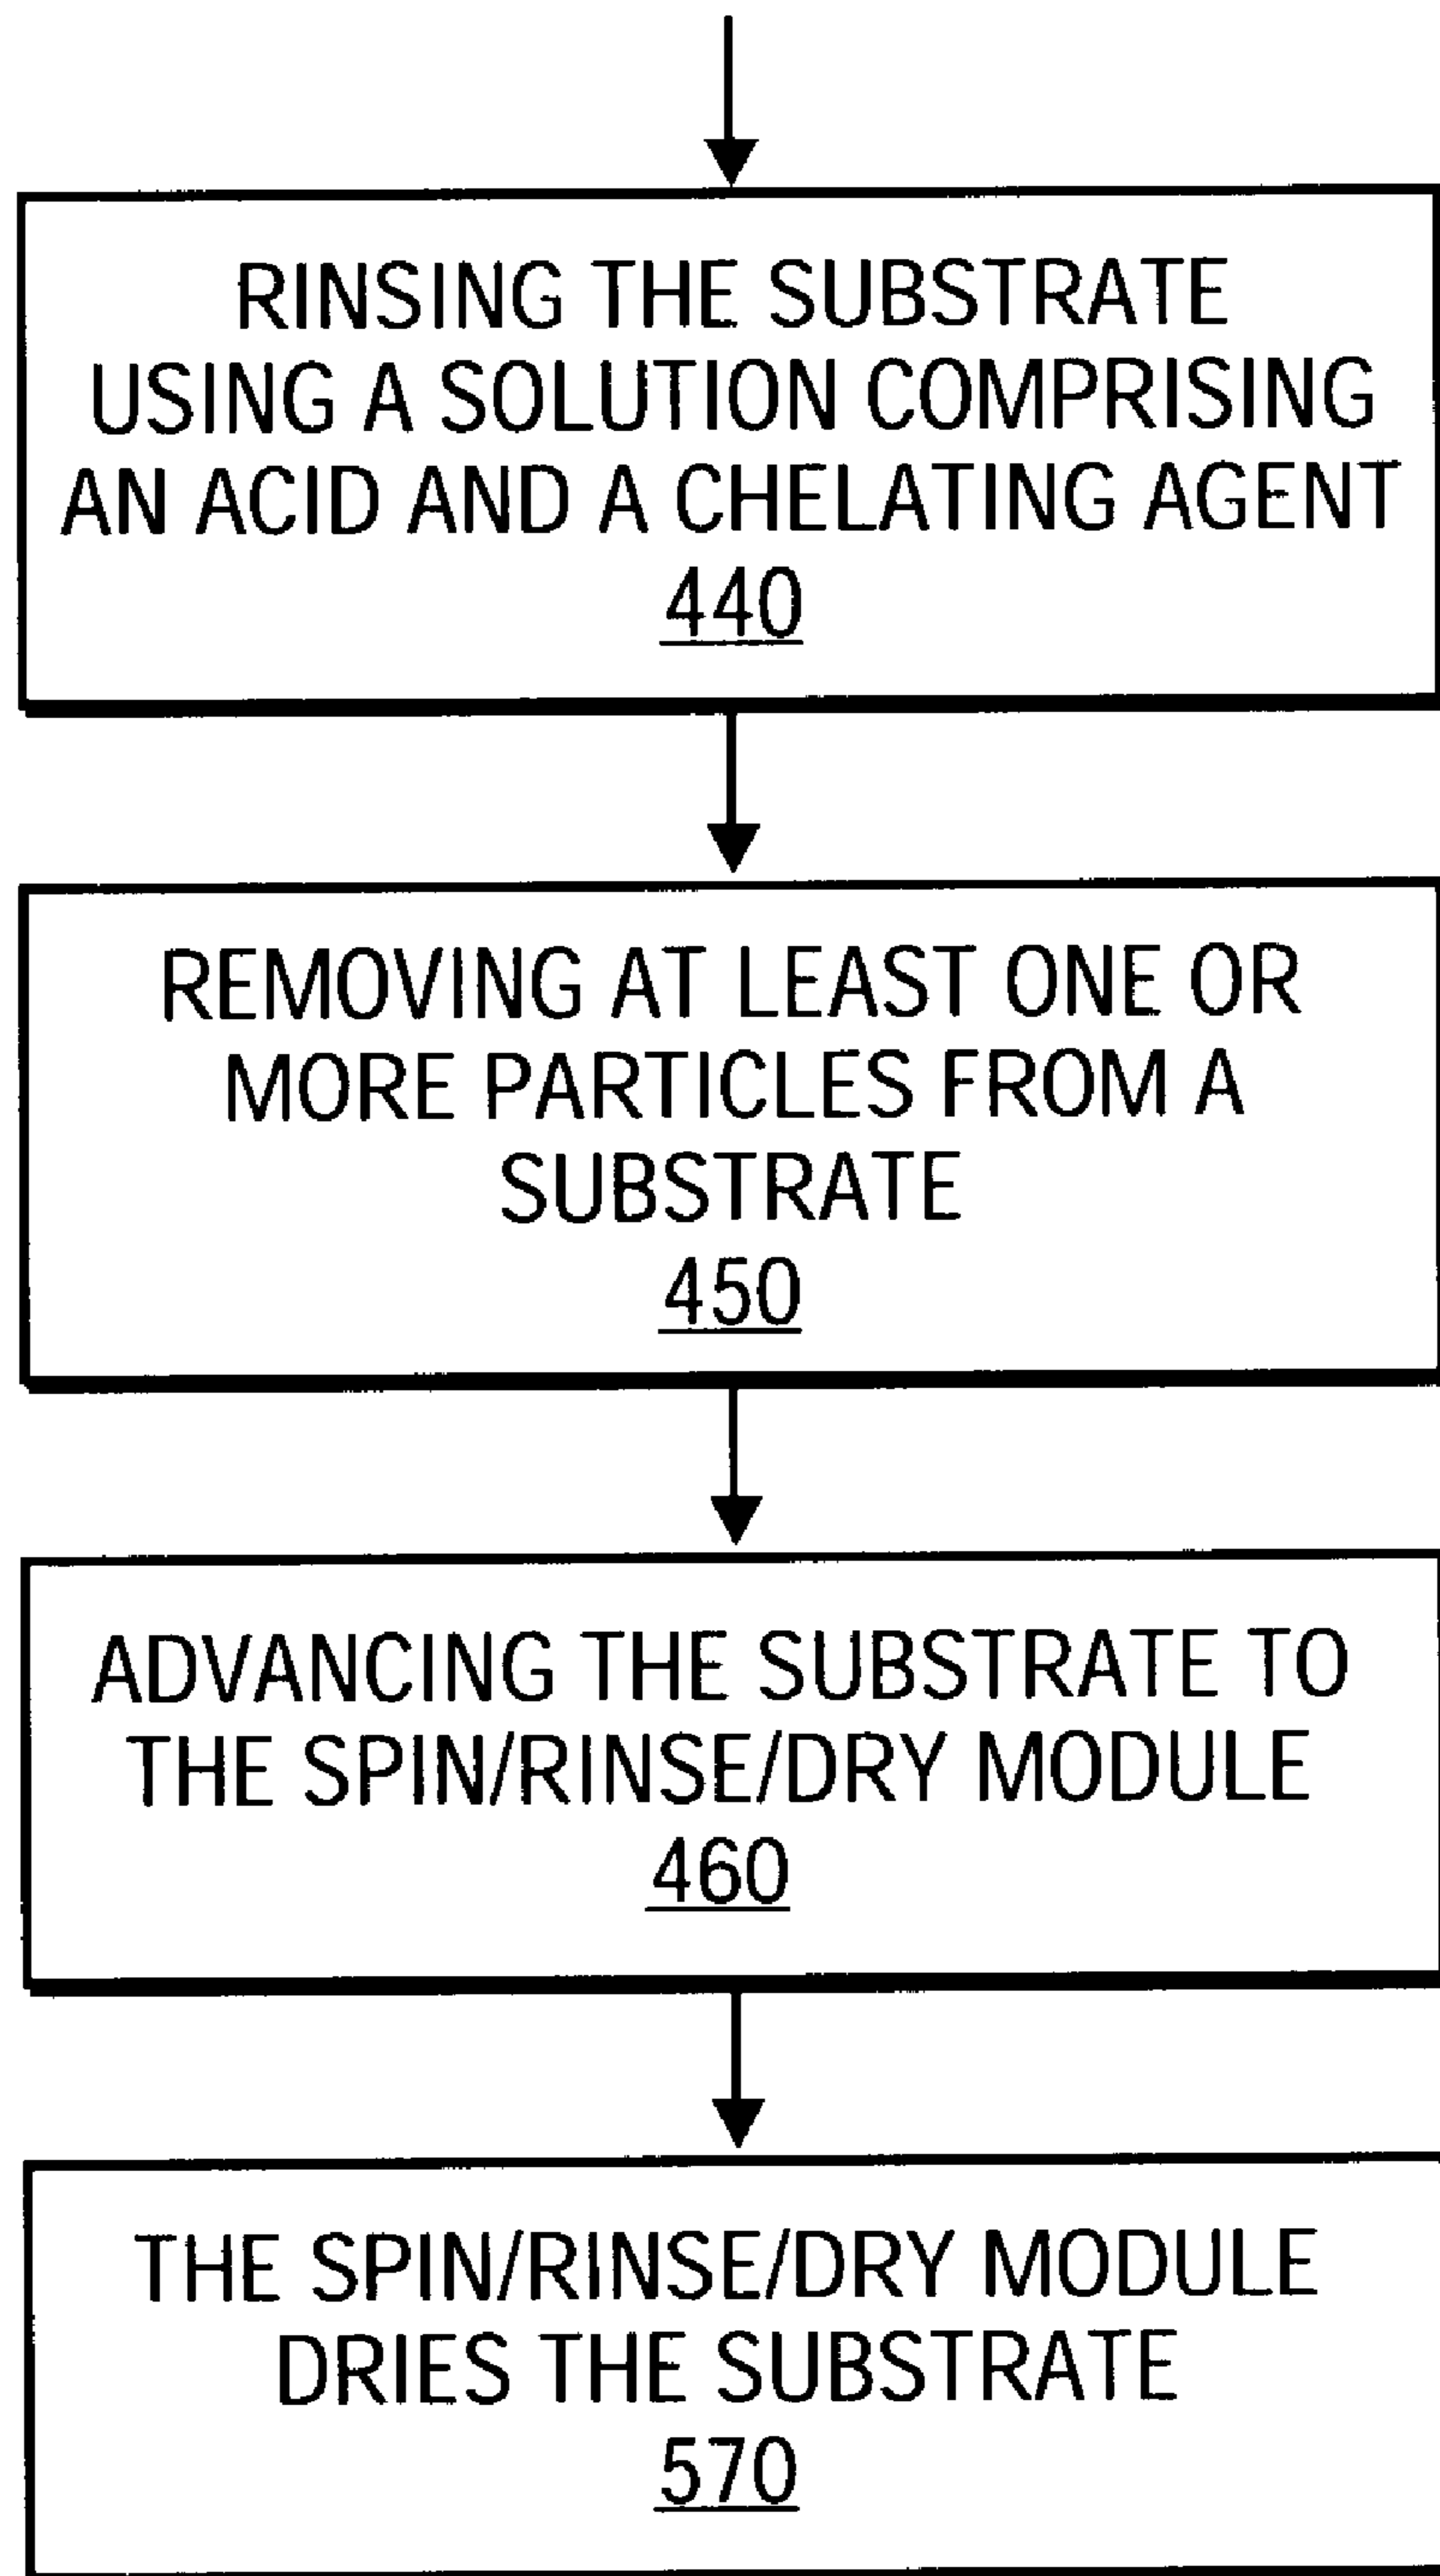 RINSING THE SUBSTRATE
USING A SOLUTION COMPRISING
AN ACID AND A CHELATING AGENT
440
REMOVING AT LEAST ONE OR
MORE PARTICLES FROM A
SUBSTRATE
450
ADVANCING THE SUBSTRATE TO
THE SPIN/RINSE/DRY MODULE
460
THE SPIN/RINSE/DRY MODULE
DRIES THE SUBSTRATE
570